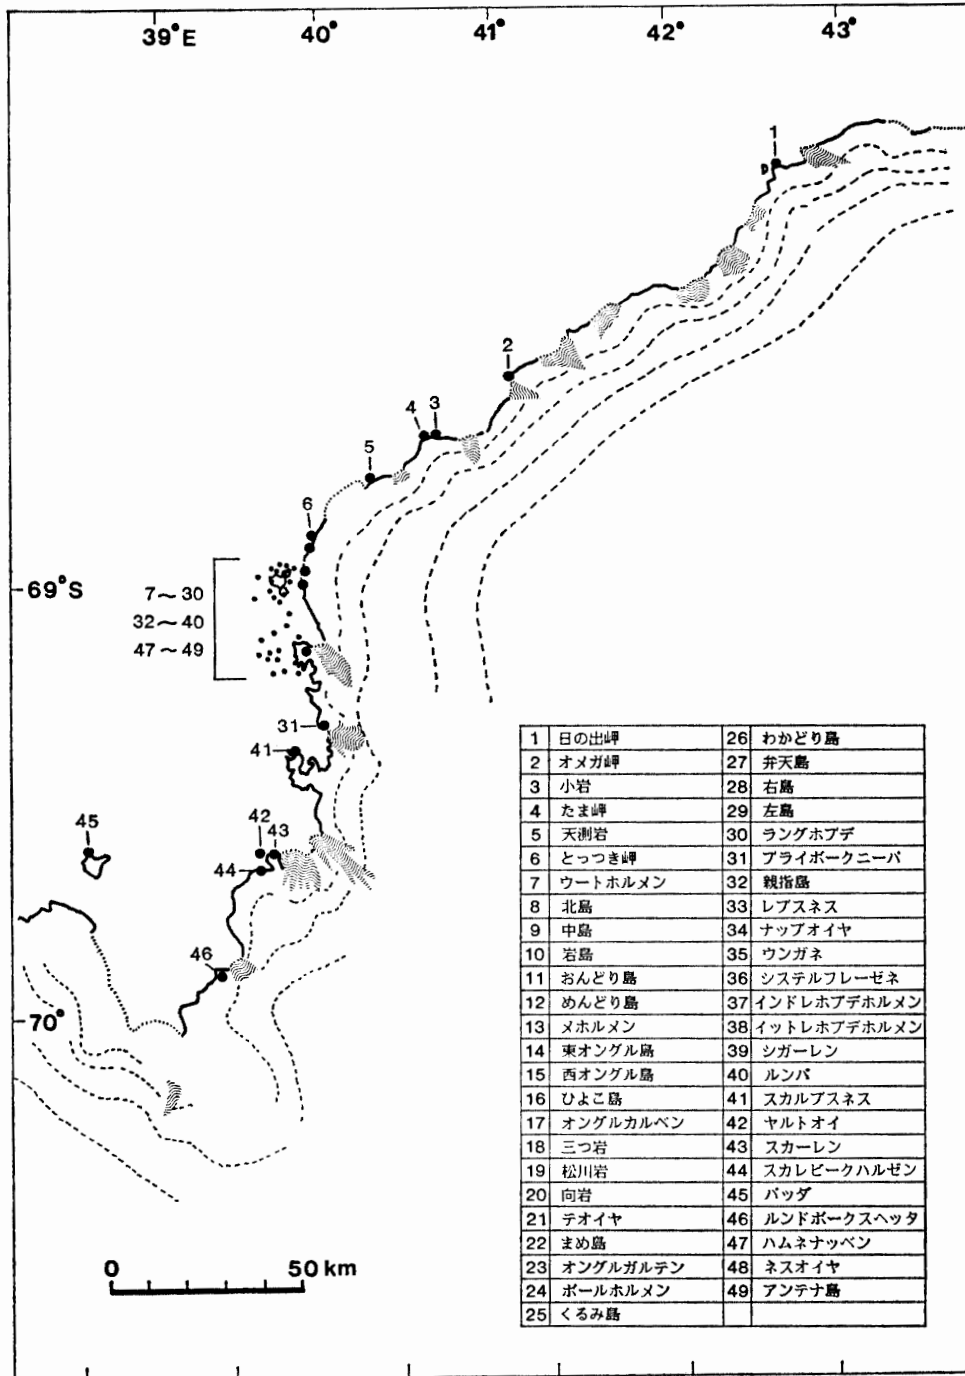 39°E 40° 41° 42° 43°
1
2
4 3
5
6
69°S
7～30
32～40
47～49
31
41
42 43
45
44
46
70°
0 50 km
1 日の出岬 26 わかどり島
2 オメガ岬 27 弁天島
3 小岩 28 右島
4 たま岬 29 左島
5 天測岩 30 ラングホブデ
6 とっつき岬 31 ブライボークニーパ
7 ウートホルメン 32 親指島
8 北島 33 レブスネス
9 中島 34 ナップオイヤ
10 岩島 35 ウンガネ
11 おんどり島 36 システルフレーゼネ
12 めんどり島 37 インドレホブデホルメン
13 メホルメン 38 イットレホブデホルメン
14 東オングル島 39 シガーレン
15 西オングル島 40 ルンパ
16 ひよこ島 41 スカルブスネス
17 オングルカルベン 42 ヤルトオイ
18 三つ岩 43 スカーレン
19 松川岩 44 スカレビークハルゼン
20 向岩 45 パッダ
21 テオイヤ 46 ルンドボークスヘッタ
22 まめ島 47 ハムネナッベン
23 オングルガルテン 48 ネスオイヤ
24 ボールホルメン 49 アンテナ島
25 くるみ島